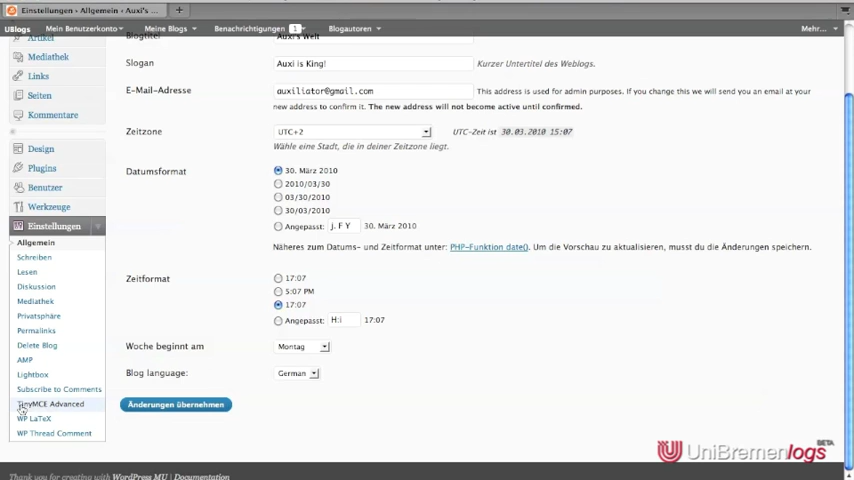 Einstellungen ‹ Allgemein ‹ Auxi's ...
UBlogs Mein Benutzerkonto Meine Blogs Benachrichtigungen 1 Blogautoren Mehr...
Artikel
Mediathek
Links
Seiten
Kommentare
Design
Plugins
Benutzer
Werkzeuge
Einstellungen
Allgemein
Schreiben
Lesen
Diskussion
Mediathek
Privatsphäre
Permalinks
Delete Blog
AMP
Lightbox
Subscribe to Comments
TinyMCE Advanced
WP LaTeX
WP Thread Comment
Blogtitel Auxi's Welt
Slogan Auxi is King! Kurzer Untertitel des Weblogs.
E-Mail-Adresse auxiliator@gmail.com This address is used for admin purposes. If you change this we will send you an email at your
new address to confirm it. The new address will not become active until confirmed.
Zeitzone UTC+2 UTC-Zeit ist 30.03.2010 15:07
Wähle eine Stadt, die in deiner Zeitzone liegt.
Datumsformat 30. März 2010
2010/03/30
03/30/2010
30/03/2010
Angepasst: j. F Y 30. März 2010
Näheres zum Datums- und Zeitformat unter: PHP-Funktion date(). Um die Vorschau zu aktualisieren, musst du die Änderungen speichern.
Zeitformat 17:07
5:07 PM
17:07
Angepasst: H:i 17:07
Woche beginnt am Montag
Blog language: German
Änderungen übernehmen
UniBremenlogs BETA
Thank you for creating with WordPress MU | Documentation